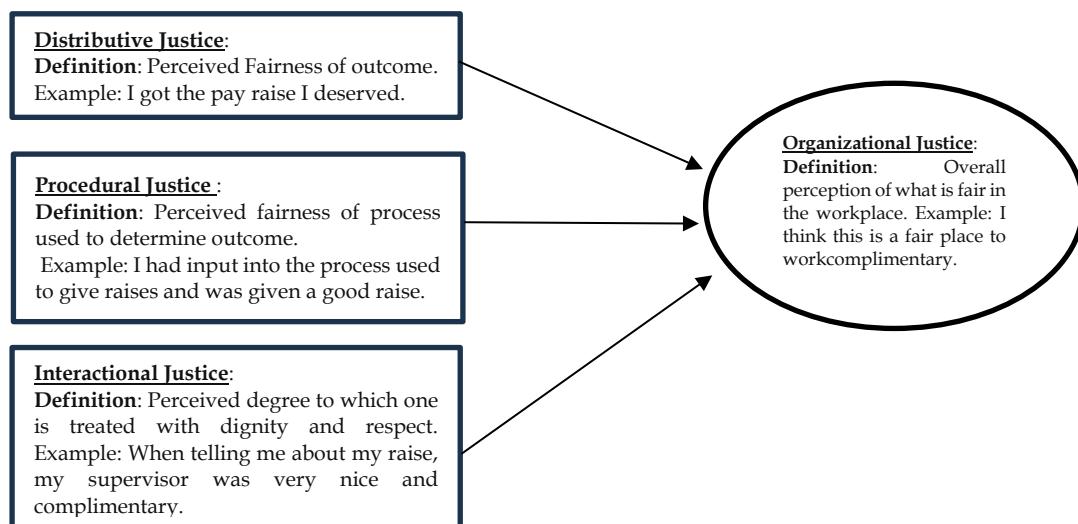 Distributive Justice:
Definition: Perceived Fairness of outcome.
Example: I got the pay raise I deserved.
Procedural Justice :
Definition: Perceived fairness of process
used to determine outcome.
Example: I had input into the process used
to give raises and was given a good raise.
Interactional Justice:
Definition: Perceived degree to which one
is treated with dignity and respect.
Example: When telling me about my raise,
my supervisor was very nice and
complimentary.
Organizational Justice:
Definition: Overall
perception of what is fair in
the workplace. Example: I
think this is a fair place to
workcomplimentary.